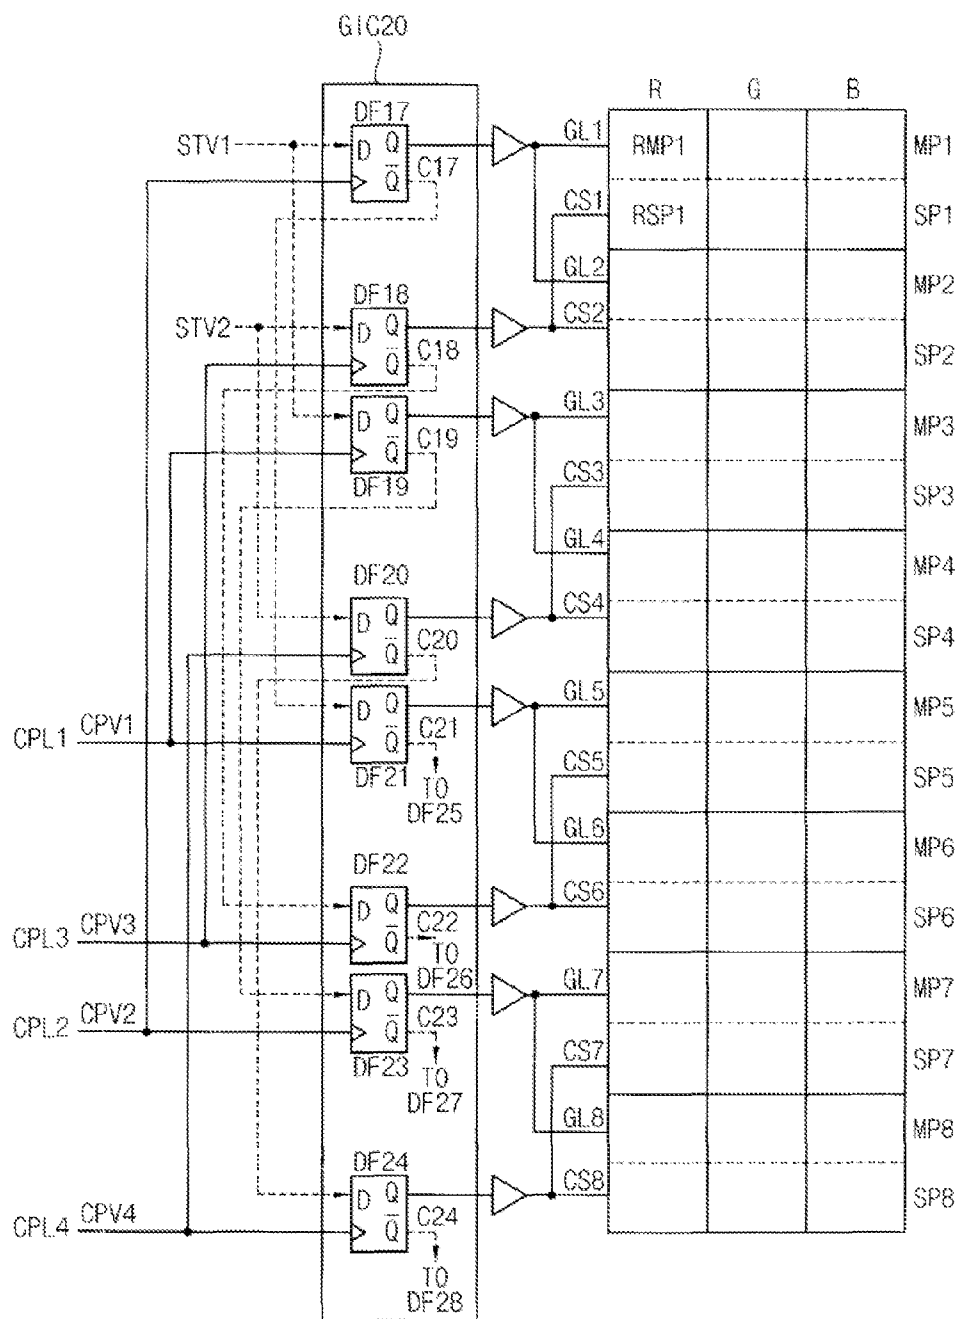 GIC20
R G B
DF17
STV1 D Q C17 GL1 RMP1 MP1
Q
CS1 RSP1 SP1
GL2 MP2
DF18
STV2 D Q C18 CS2 SP2
Q
D Q C19 GL3 MP3
Q
DF19
CS3 SP3
GL4 MP4
DF20
D Q C20 CS4 SP4
Q
D Q C21 GL5 MP5
CPL1 CPV1 Q
DF21 TO DF25
CS5 SP5
GL6 MP6
DF22
D Q C22 CS6 SP6
CPL3 CPV3 Q TO DF26
D Q C23 GL7 MP7
CPL2 CPV2 Q
DF23 TO DF27
CS7 SP7
GL8 MP8
DF24
D Q C24 CS8 SP8
CPL4 CPV4 Q
TO DF28